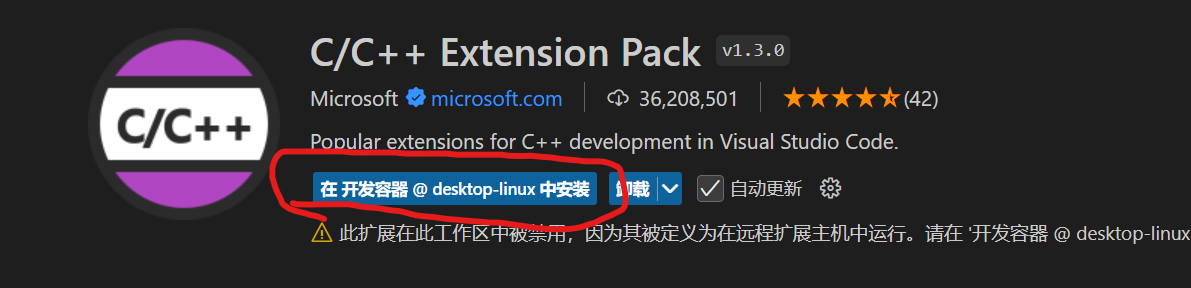 C/C++ Extension Pack v1.3.0
C/C++
Microsoft microsoft.com 36,208,501 (42)
Popular extensions for C++ development in Visual Studio Code.
在 开发容器 @ desktop-linux 中安装 卸载 自动更新
此扩展在此工作区中被禁用，因为其被定义为在远程扩展主机中运行。请在 '开发容器 @ desktop-linux